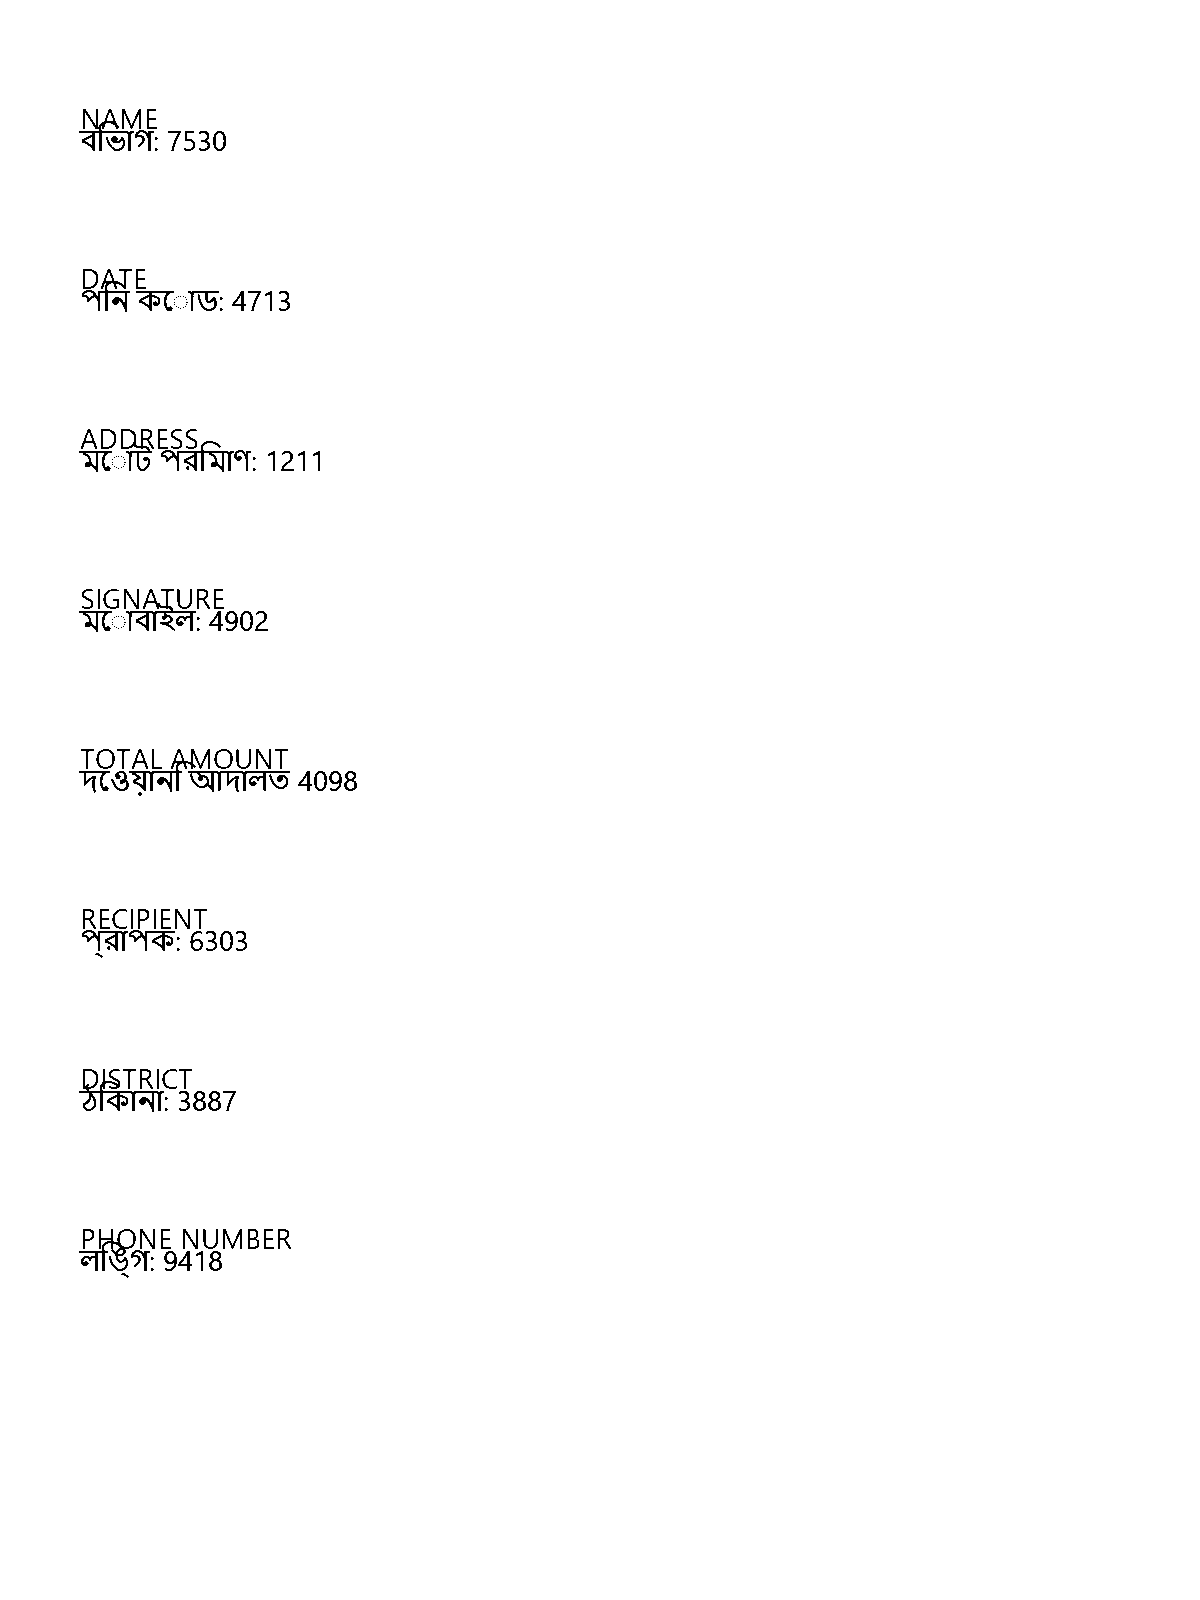 NAME
বিভাগ: 7530
DATE
পিন কোড: 4713
ADDRESS
মোট পরিমাণ: 1211
SIGNATURE
মোবাইল: 4902
TOTAL AMOUNT
দেওয়ানি আদালত 4098
RECIPIENT
প্রাপক: 6303
DISTRICT
ঠিকানা: 3887
PHONE NUMBER
লিঙ্গ: 9418